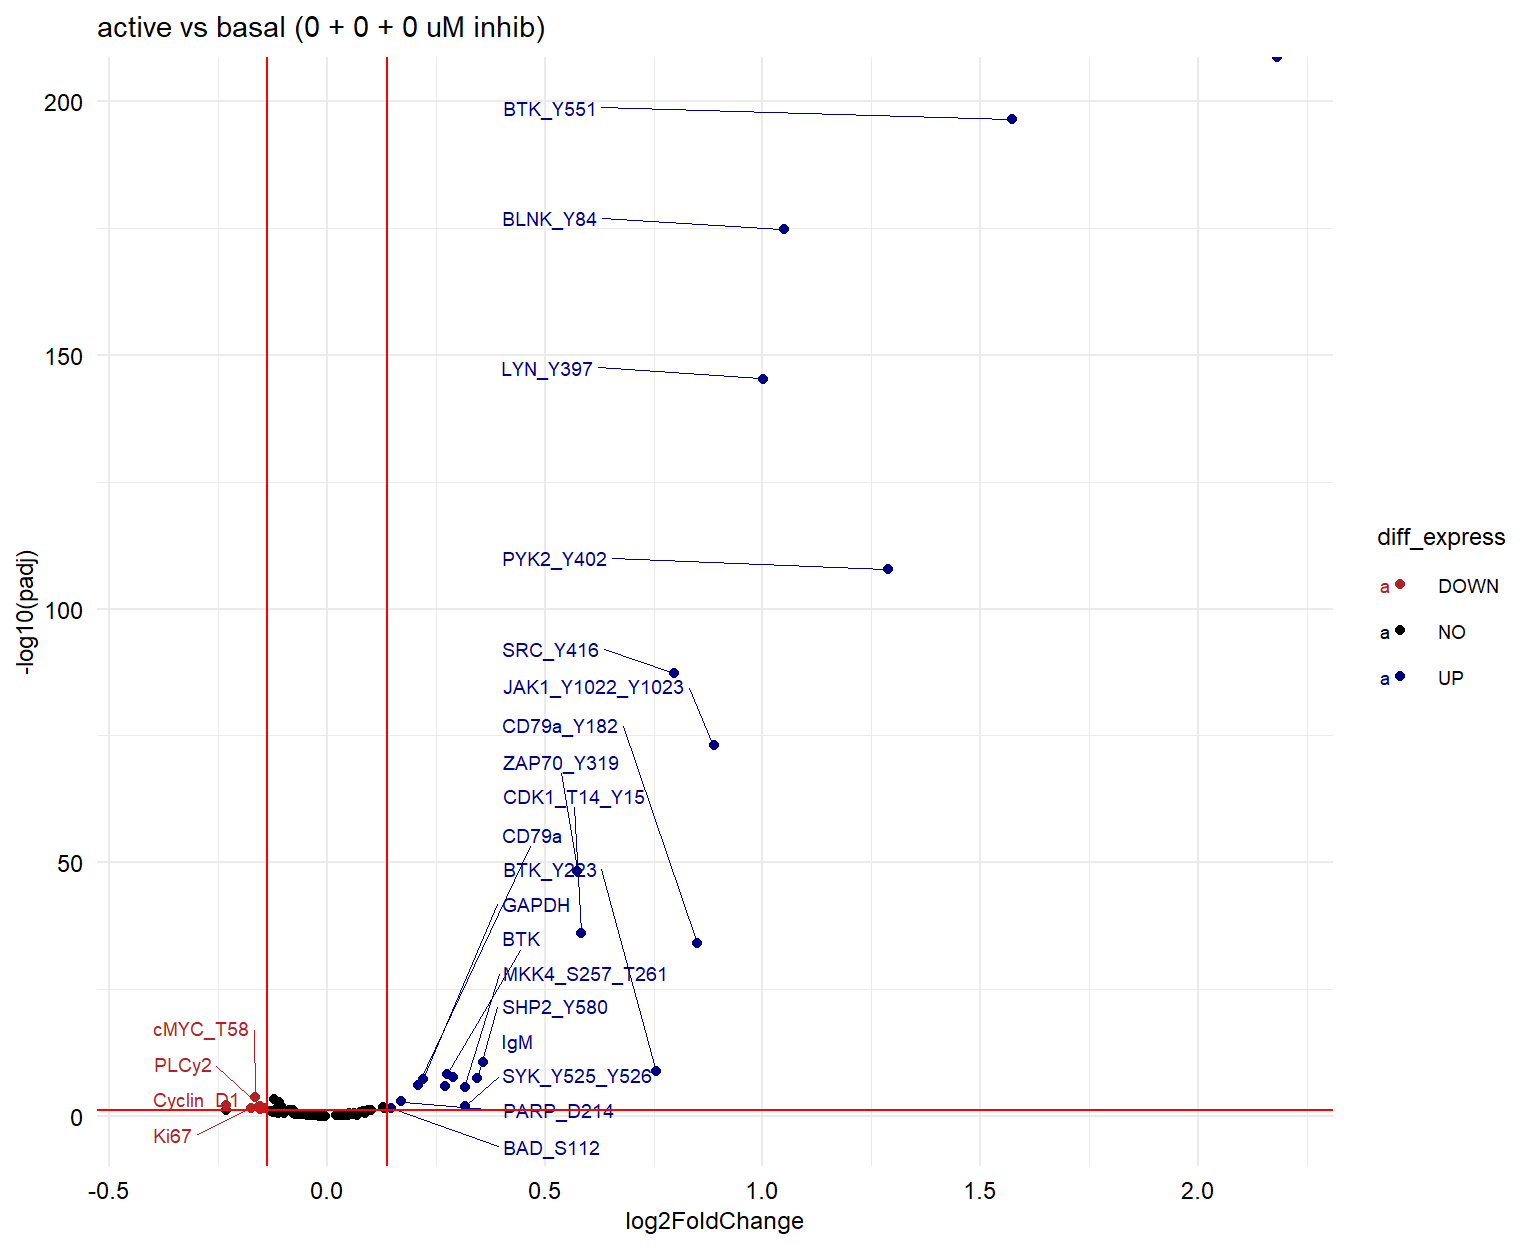 active vs basal (0 + 0 + 0 uM inhib)
200
150
100
50
0
-log10(padj)
BTK_Y551
BLNK_Y84
LYN_Y397
PYK2_Y402
SRC_Y416
JAK1_Y1022_Y1023
CD79a_Y182
ZAP70_Y319
CDK1_T14_Y15
CD79a
BTK_Y223
GAPDH
BTK
MKK4_S257_T261
SHP2_Y580
IgM
SYK_Y525_Y526
PARP_D214
BAD_S112
cMYC_T58
PLCy2
Cyclin_D1
Ki67
-0.5
0.0
0.5
1.0
1.5
2.0
log2FoldChange
diff_express
a DOWN
a NO
a UP